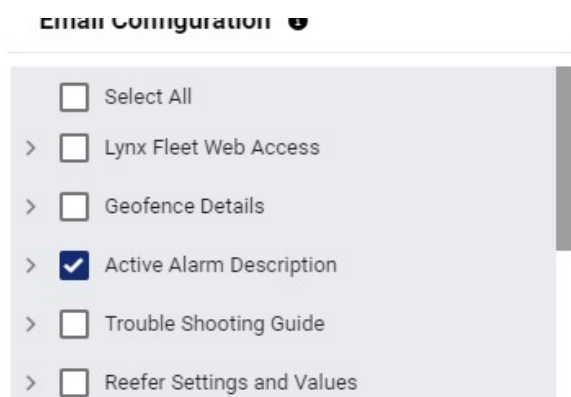 Email Configuration
Select All
Lynx Fleet Web Access
Geofence Details
Active Alarm Description
Trouble Shooting Guide
Reefer Settings and Values